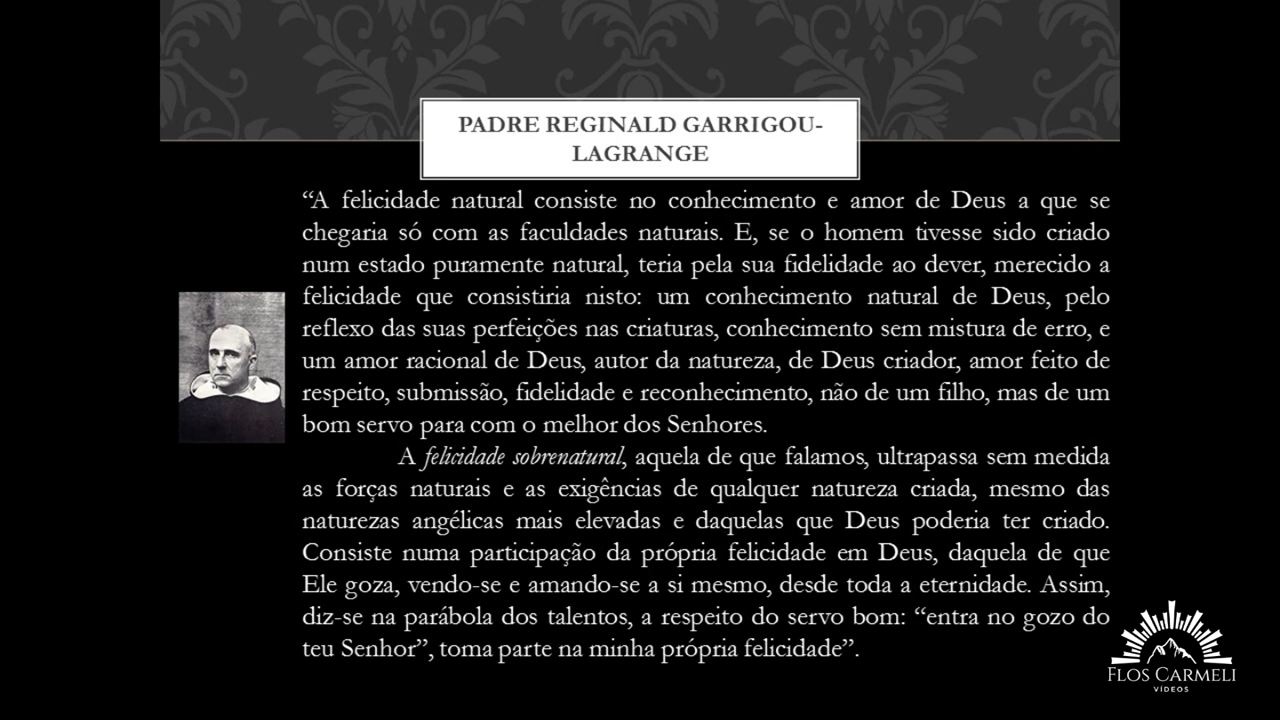 PADRE REGINALD GARRIGOU-
LAGRANGE
“A felicidade natural consiste no conhecimento e amor de Deus a que se
chegaria só com as faculdades naturais. E, se o homem tivesse sido criado
num estado puramente natural, teria pela sua fidelidade ao dever, merecido a
felicidade que consistiria nisto: um conhecimento natural de Deus, pelo
reflexo das suas perfeições nas criaturas, conhecimento sem mistura de erro, e
um amor racional de Deus, autor da natureza, de Deus criador, amor feito de
respeito, submissão, fidelidade e reconhecimento, não de um filho, mas de um
bom servo para com o melhor dos Senhores.
A felicidade sobrenatural, aquela de que falamos, ultrapassa sem medida
as forças naturais e as exigências de qualquer natureza criada, mesmo das
naturezas angélicas mais elevadas e daquelas que Deus poderia ter criado.
Consiste numa participação da própria felicidade em Deus, daquela de que
Ele goza, vendo-se e amando-se a si mesmo, desde toda a eternidade. Assim,
diz-se na parábola dos talentos, a respeito do servo bom: “entra no gozo do
teu Senhor”, toma parte na minha própria felicidade”.
FLOS CARMELI
VÍDEOS